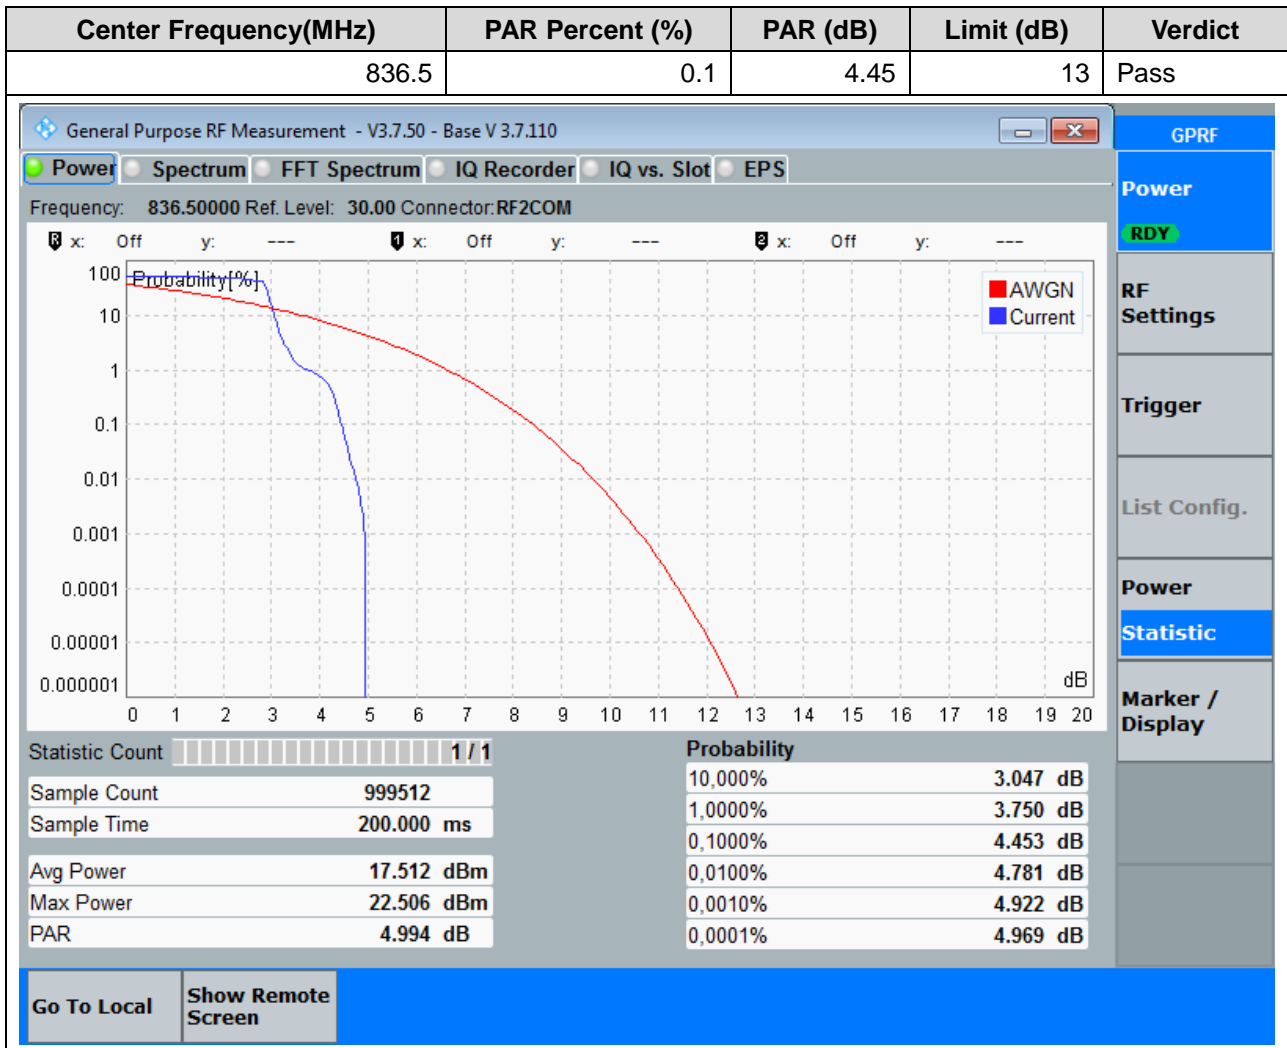 Center Frequency(MHz) PAR Percent (%) PAR (dB) Limit (dB) Verdict
836.5 0.1 4.45 13 Pass
General Purpose RF Measurement - V3.7.50 - Base V 3.7.110
GPRF
Power Spectrum FFT Spectrum IQ Recorder IQ vs. Slot EPS
Power
RDY
Frequency: 836.50000 Ref. Level: 30.00 Connector:RF2COM
R x: Off y: --- 1 x: Off y: --- 2 x: Off y: ---
Probability[%]
AWGN
Current
100
10
1
0.1
0.01
0.001
0.0001
0.00001
0.000001
dB
0 1 2 3 4 5 6 7 8 9 10 11 12 13 14 15 16 17 18 19 20
RF
Settings
Trigger
List Config.
Power
Statistic
Marker /
Display
Statistic Count 1 / 1
Sample Count 999512
Sample Time 200.000 ms
Avg Power 17.512 dBm
Max Power 22.506 dBm
PAR 4.994 dB
Probability
10,000% 3.047 dB
1,0000% 3.750 dB
0,1000% 4.453 dB
0,0100% 4.781 dB
0,0010% 4.922 dB
0,0001% 4.969 dB
Go To Local
Show Remote
Screen